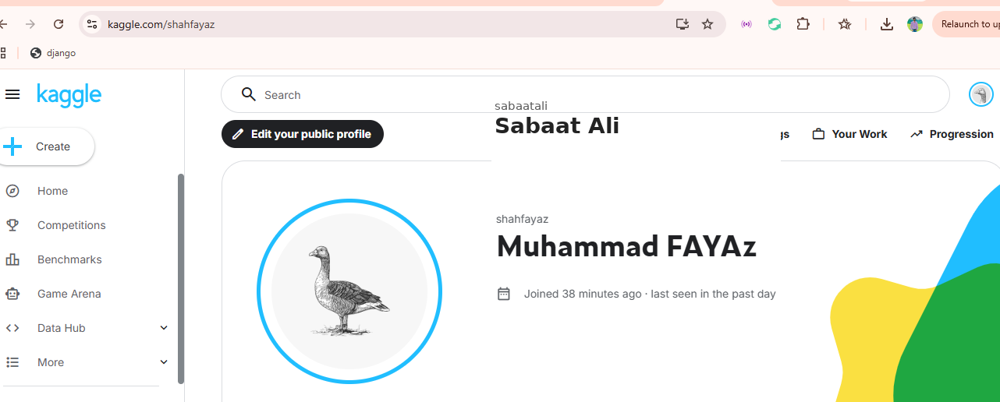 kaggle.com/shahfayaz
Relaunch to up
django
kaggle
Search
sabaatali
Sabaat Ali
Edit your public profile
gs
Your Work
Progression
Create
Home
Competitions
Benchmarks
Game Arena
Data Hub
More
shahfayaz
Muhammad FAYAz
Joined 38 minutes ago · last seen in the past day